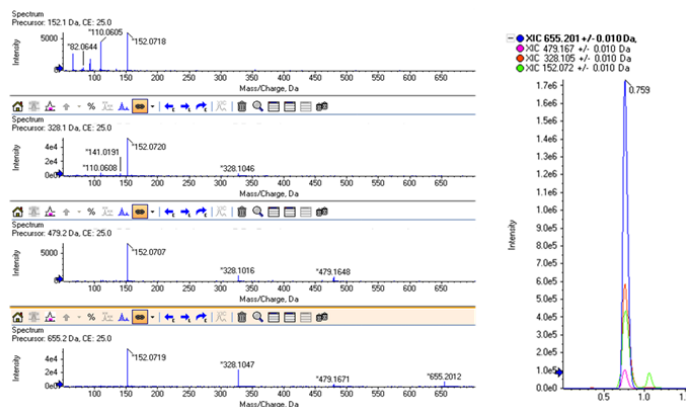 Spectrum
Precursor: 152.1 Da, CE: 25.0
5000
0
Intensity
*82.0644
*110.0605
*152.0718
100 150 200 250 300 350 400 450 500 550 600 650
Mass/Charge, Da
%
Spectrum
Precursor: 328.1 Da, CE: 25.0
4e4
2e4
0e0
Intensity
*141.0191
*110.0608
*152.0720
*328.1046
100 150 200 250 300 350 400 450 500 550 600 650
Mass/Charge, Da
%
Spectrum
Precursor: 479.2 Da, CE: 25.0
5000
0
Intensity
*152.0707
*328.1016
*479.1648
100 150 200 250 300 350 400 450 500 550 600 650
Mass/Charge, Da
%
Spectrum
Precursor: 655.2 Da, CE: 25.0
4e4
2e4
0e0
Intensity
*152.0719
*328.1047
*479.1671
*655.2012
100 150 200 250 300 350 400 450 500 550 600 650
Mass/Charge, Da
XIC 655.201 +/- 0.010 Da,
XIC 479.167 +/- 0.010 Da
XIC 328.105 +/- 0.010 Da
XIC 152.072 +/- 0.010 Da
0.759
1.7e6
1.6e6
1.5e6
1.4e6
1.3e6
1.2e6
1.1e6
1.0e6
9.0e5
8.0e5
7.0e5
6.0e5
5.0e5
4.0e5
3.0e5
2.0e5
1.0e5
0.0e0
Intensity
0.5 1.0 1.